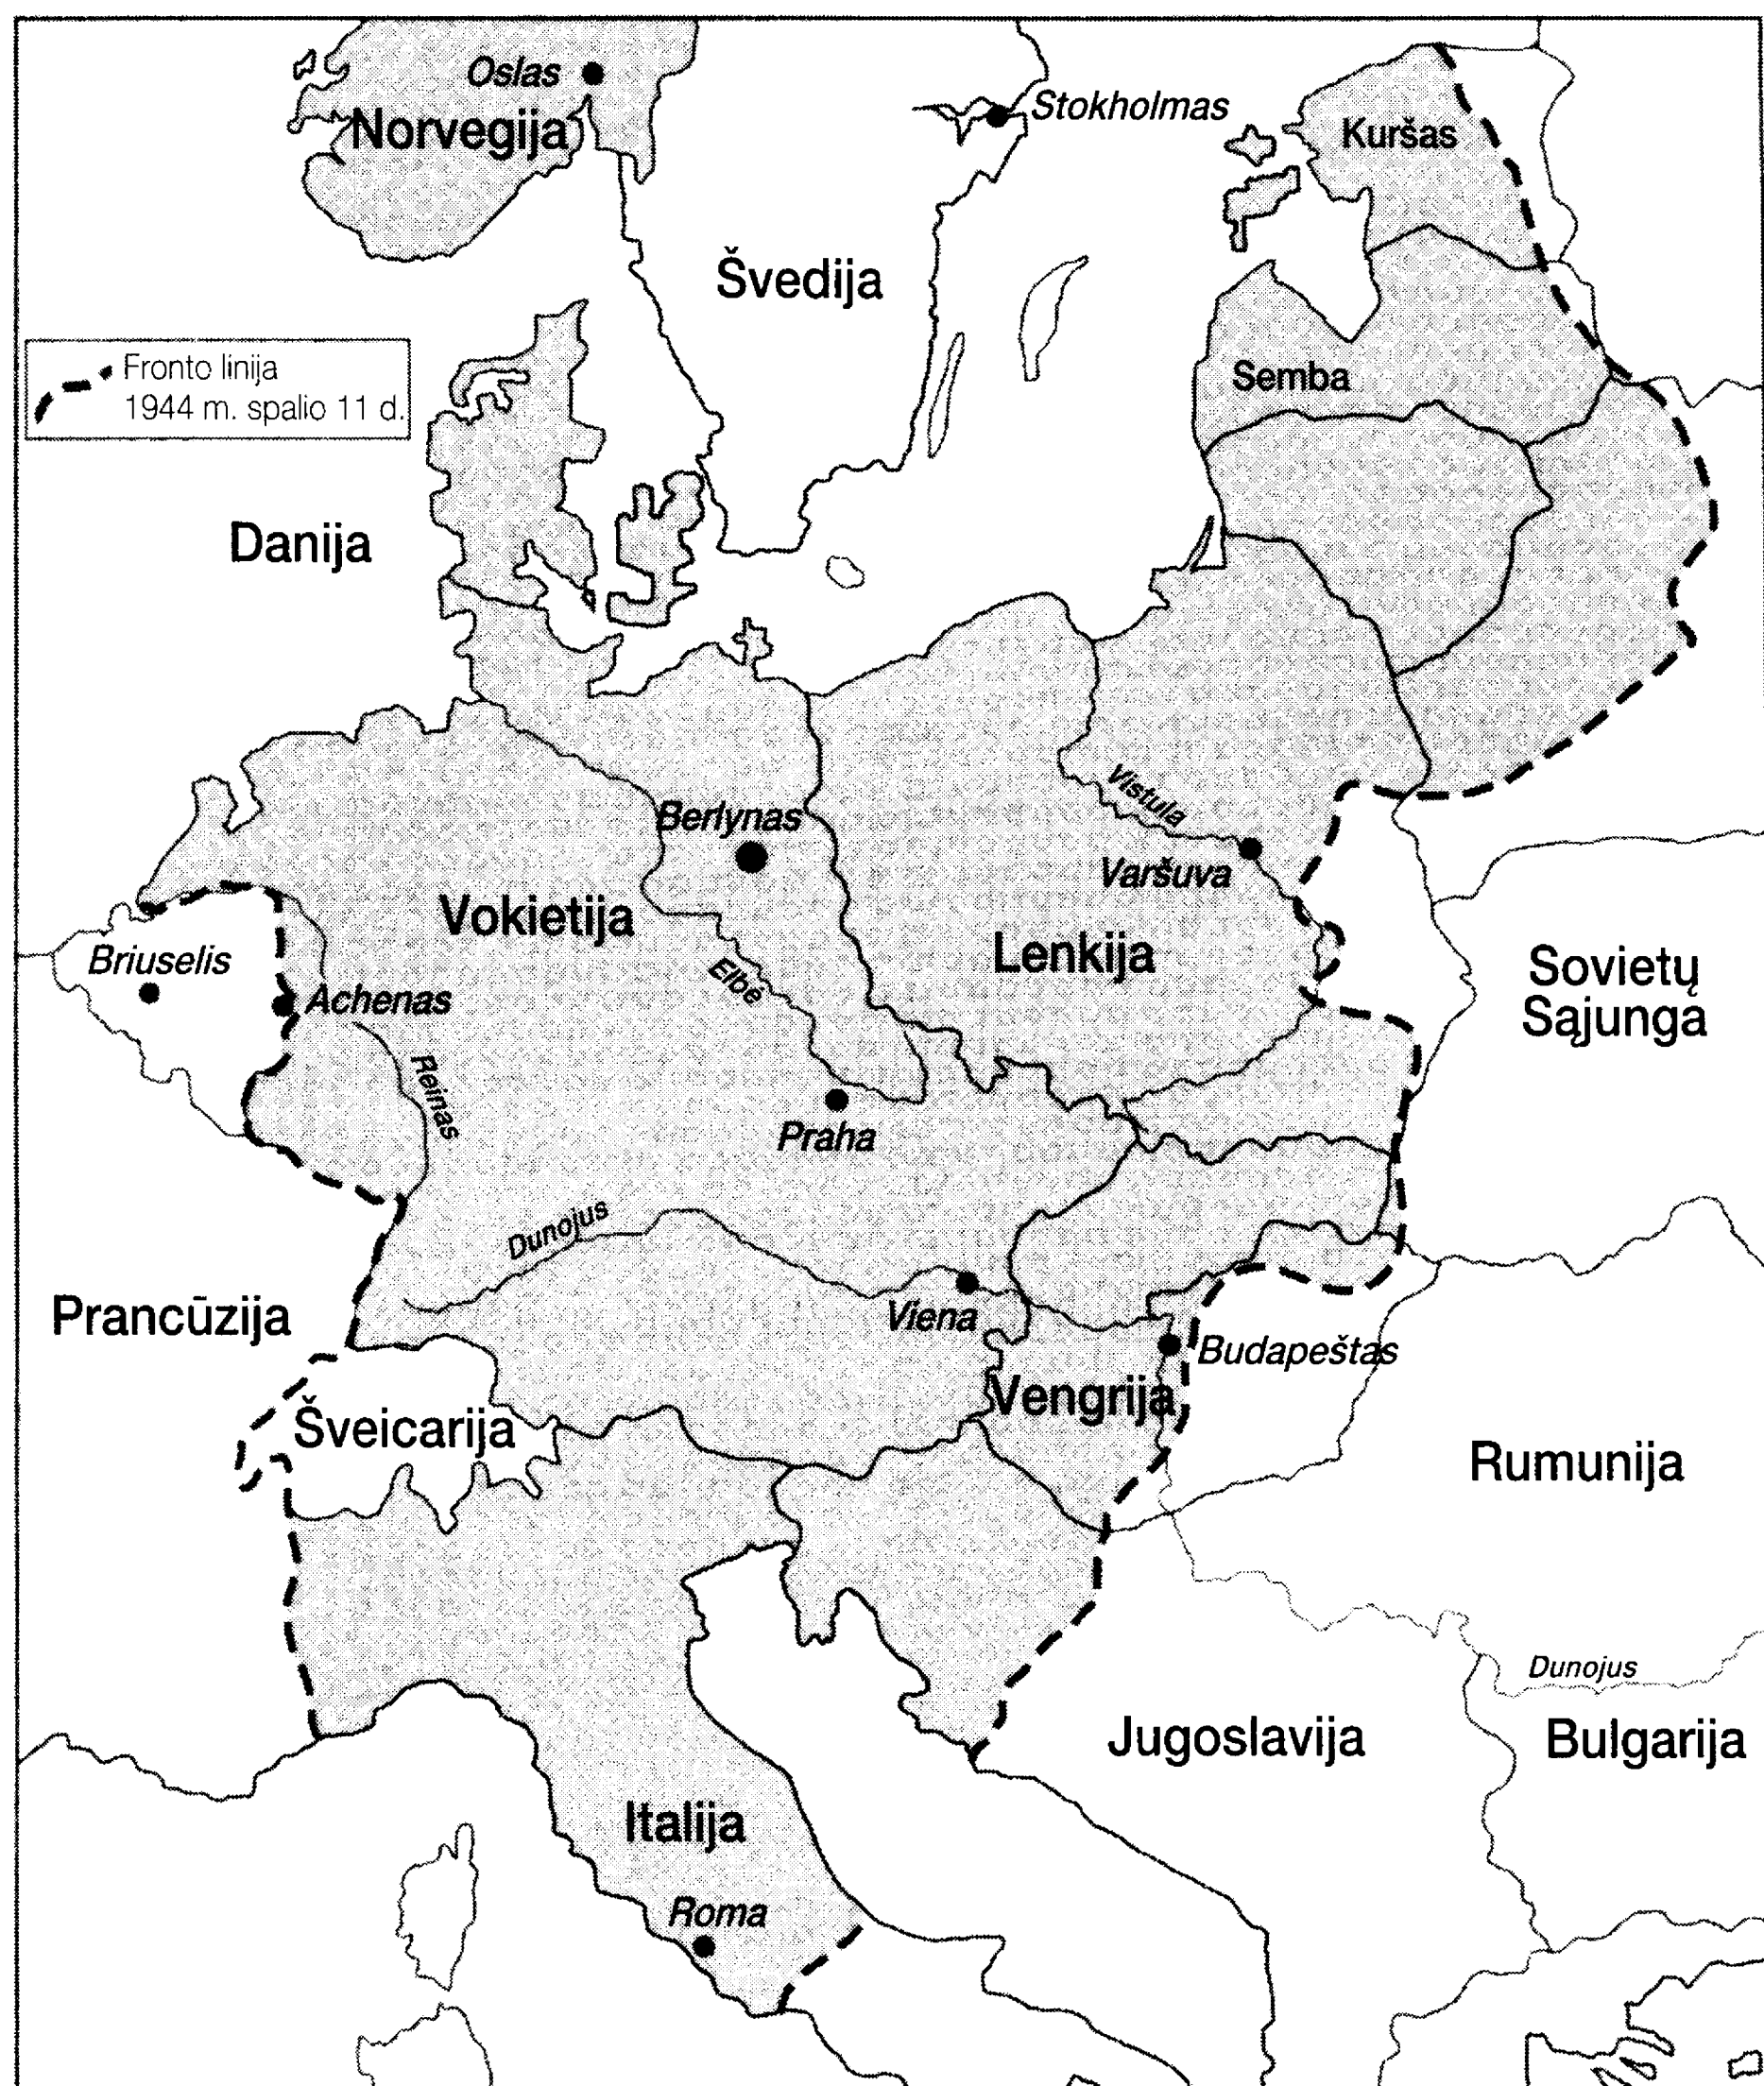 Oslas
Norvegija
Stokholmas
Kuršas
Švedija
Fronto linija
1944 m. spalio 11 d.
Semba
Danija
Berlynas
Vistula
Varšuva
Vokietija
Lenkija
Briuselis
Elbė
Sovietų
Sąjunga
Achenas
Reinas
Praha
Dunojus
Prancūzija
Viena
Budapeštas
Vengrija
Šveicarija
Rumunija
Dunojus
Jugoslavija
Bulgarija
Italija
Roma